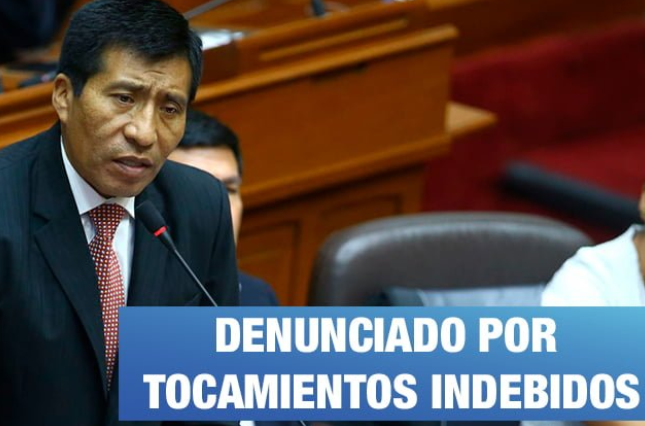 DENUNCIADO POR
TOCAMIENTOS INDEBIDOS